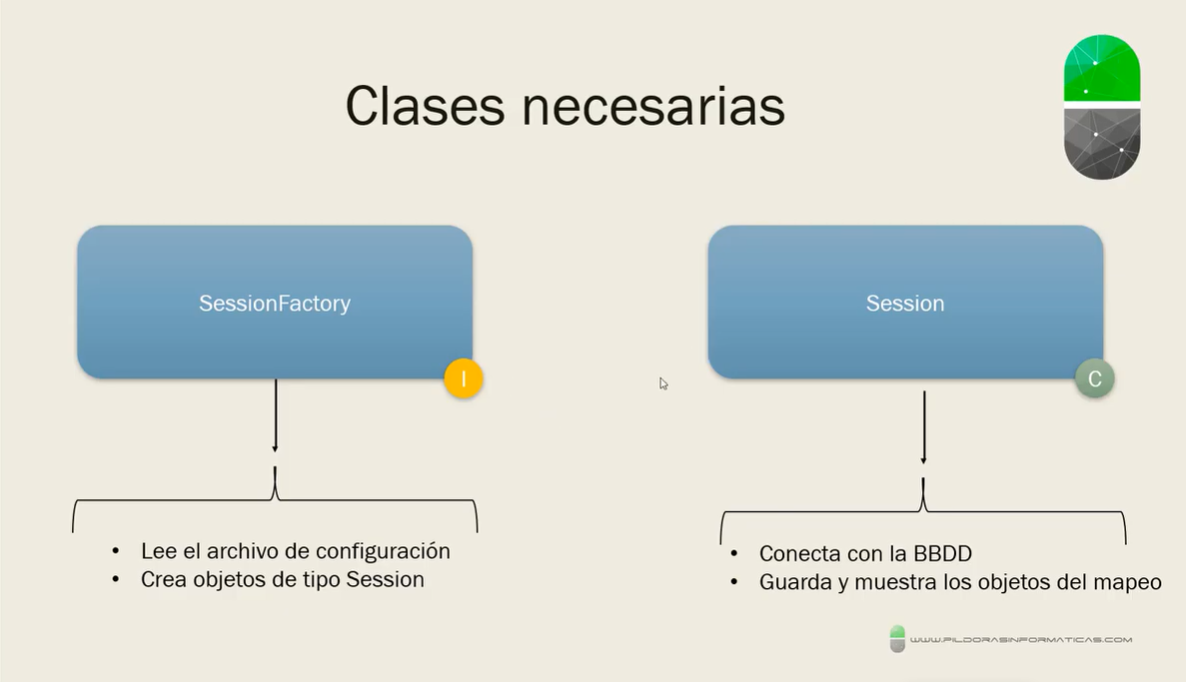 Clases necesarias
SessionFactory
I
Session
C
• Lee el archivo de configuración
• Crea objetos de tipo Session
• Conecta con la BBDD
• Guarda y muestra los objetos del mapeo
WWW.PILDORASINFORMATICAS.COM